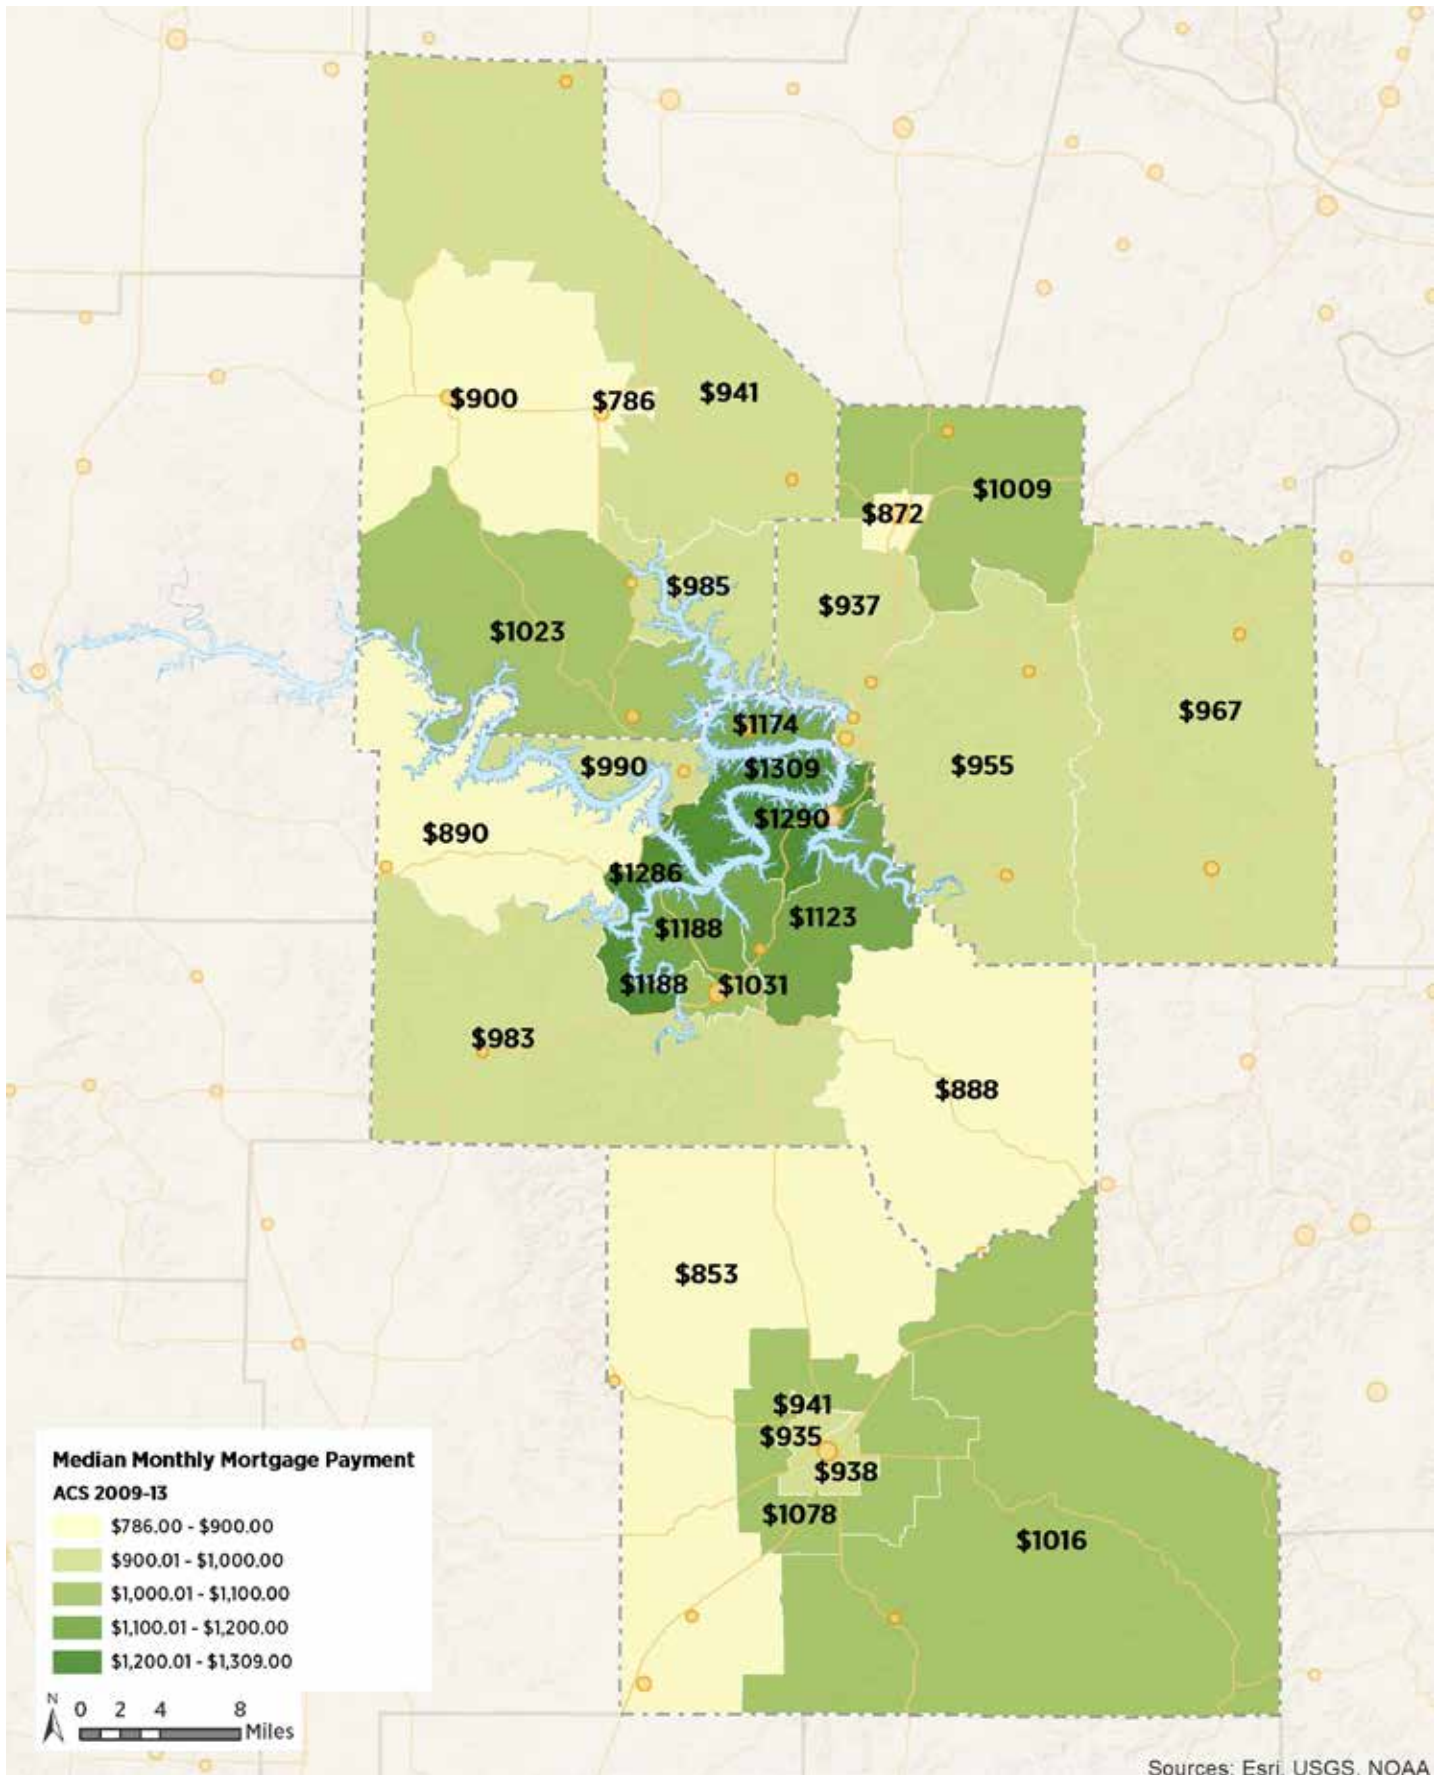 $900
$786
$941
$1009
$872
$985
$937
$1023
$967
$1174
$955
$990
$1309
$1290
$890
$1286
$1123
$1188
$1188
$1031
$983
$888
$853
$941
$935
$938
$1078
$1016
Median Monthly Mortgage Payment
ACS 2009-13
$786.00 - $900.00
$900.01 - $1,000.00
$1,000.01 - $1,100.00
$1,100.01 - $1,200.00
$1,200.01 - $1,309.00
N
0 2 4 8
Miles
Sources: Esri, USGS, NOAA